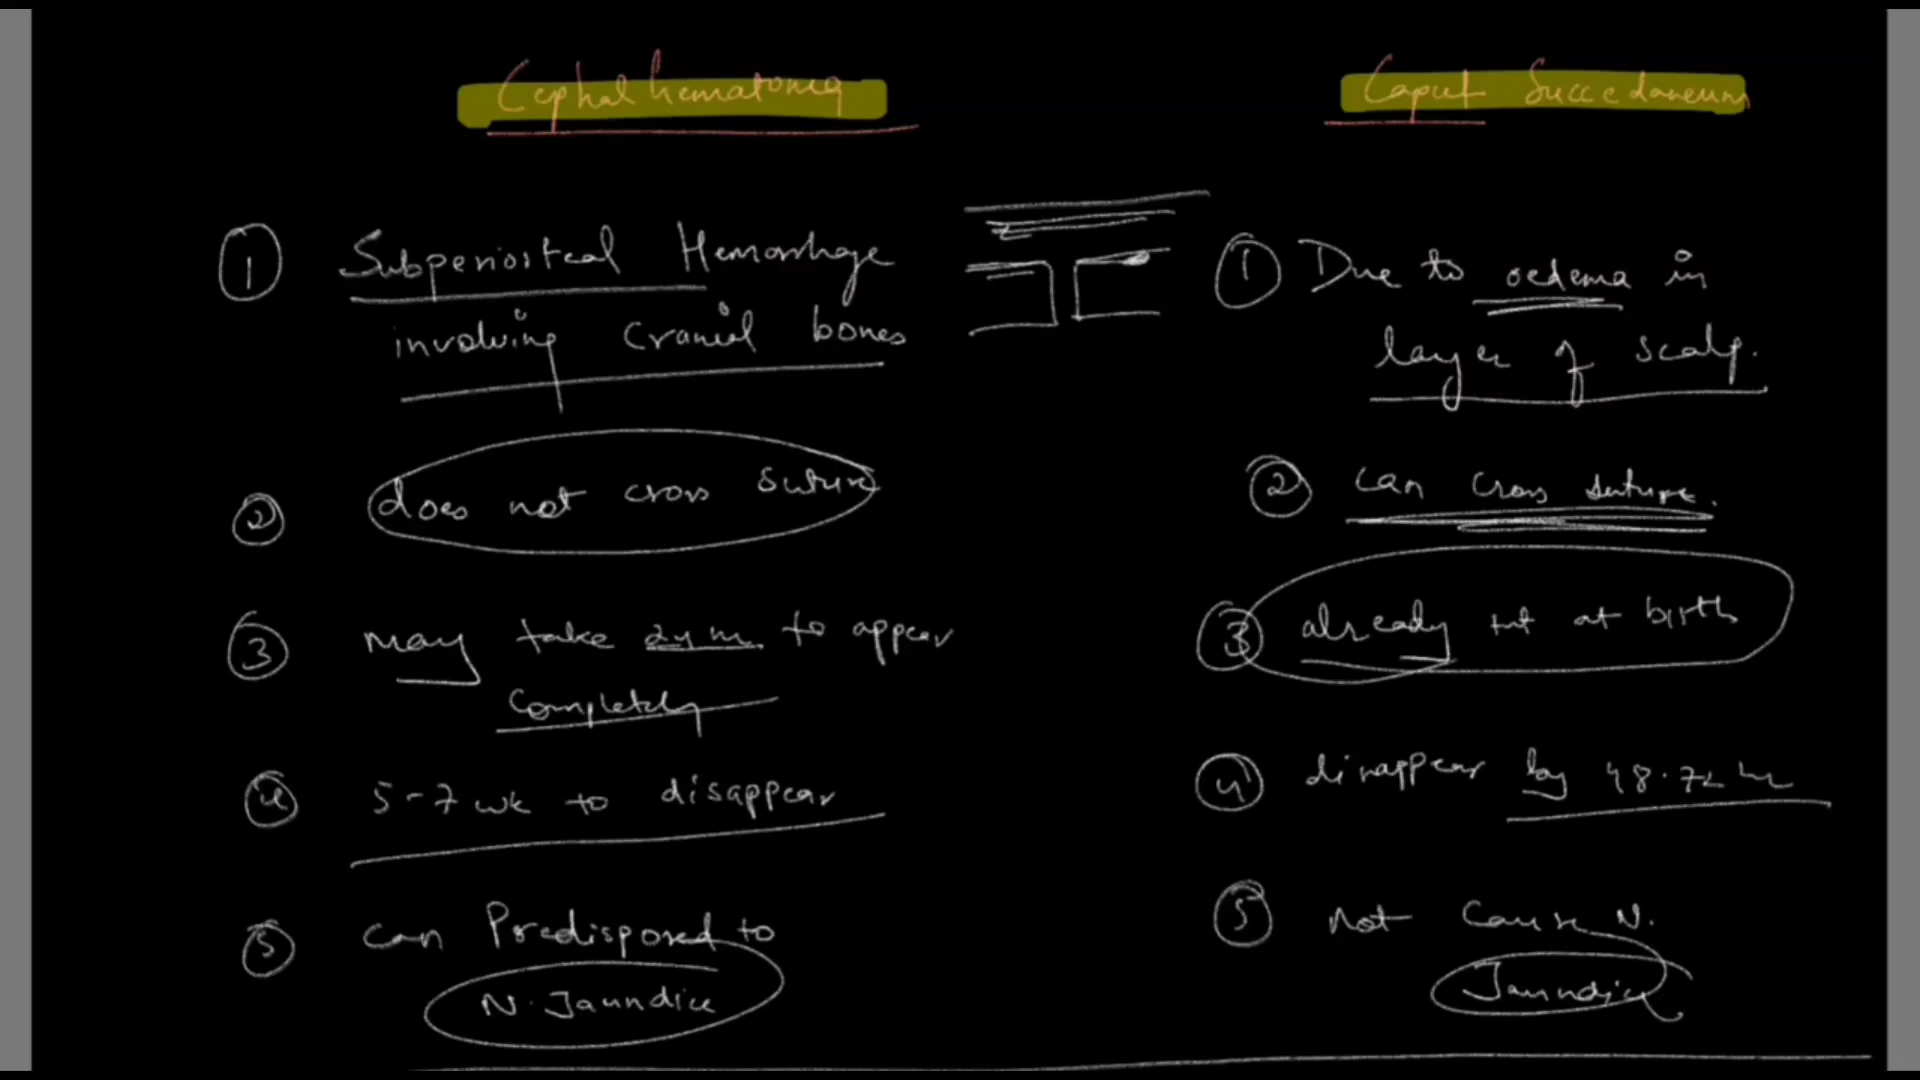 Cephalhematoma
① Subperiosteal Hemorrhage
involving cranial bones
② does not cross suture
③ may take 24 hr to appear
completely
④ 5-7 wk to disappear
⑤ can Predisposed to
N. Jaundice
Caput Succedaneum
① Due to oedema in
layer of scalp.
② can cross suture.
③ already at birth
④ disappear by 48-72 hr
⑤ Not cause N.
Jaundice